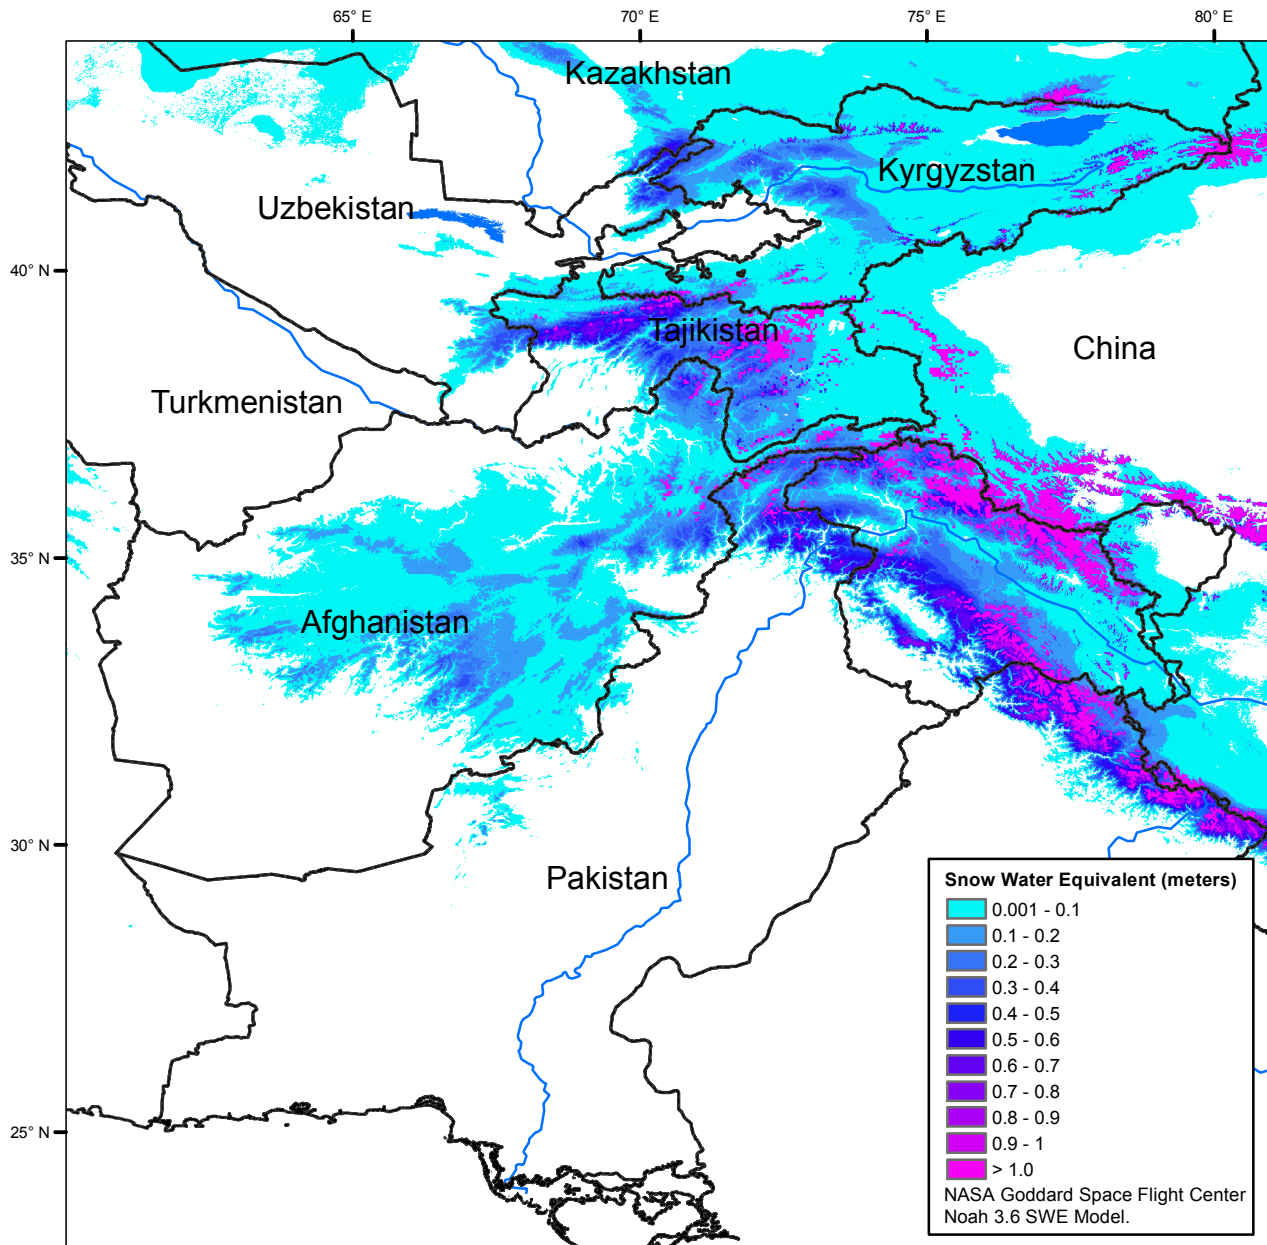 65° E
70° E
75° E
80° E
Kazakhstan
Kyrgyzstan
Uzbekistan
40° N
Tajikistan
China
Turkmenistan
35° N
Afghanistan
30° N
Pakistan
25° N
Snow Water Equivalent (meters)
0.001 - 0.1
0.1 - 0.2
0.2 - 0.3
0.3 - 0.4
0.4 - 0.5
0.5 - 0.6
0.6 - 0.7
0.7 - 0.8
0.8 - 0.9
0.9 - 1
> 1.0
NASA Goddard Space Flight Center
Noah 3.6 SWE Model.